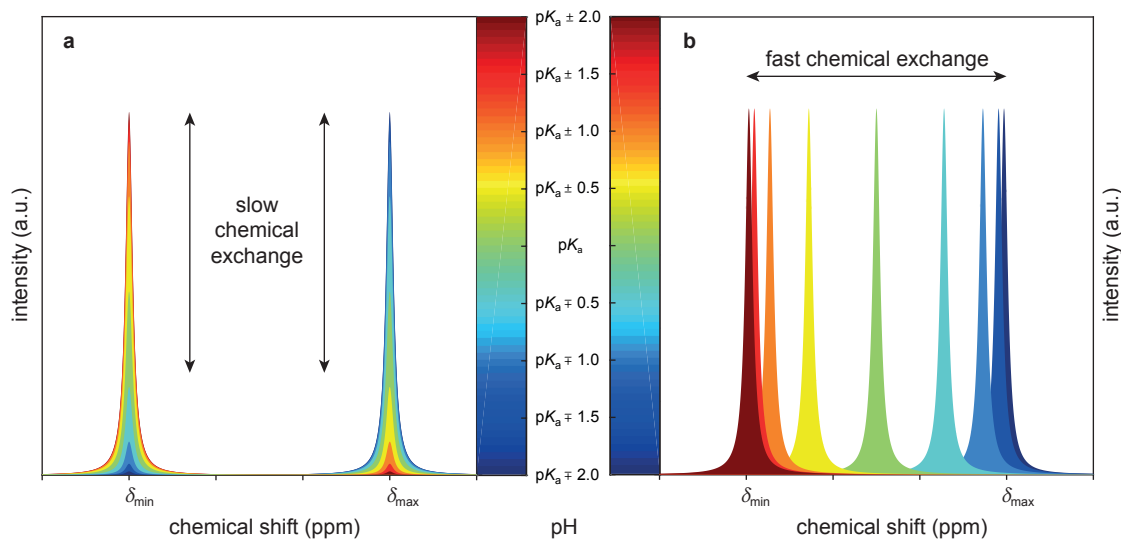 a
intensity (a.u.)
slow
chemical
exchange
δmin
δmax
chemical shift (ppm)
pKa ± 2.0
pKa ± 1.5
pKa ± 1.0
pKa ± 0.5
pKa
pKa ∓ 0.5
pKa ∓ 1.0
pKa ∓ 1.5
pKa ∓ 2.0
pH
b
fast chemical exchange
δmin
δmax
chemical shift (ppm)
intensity (a.u.)